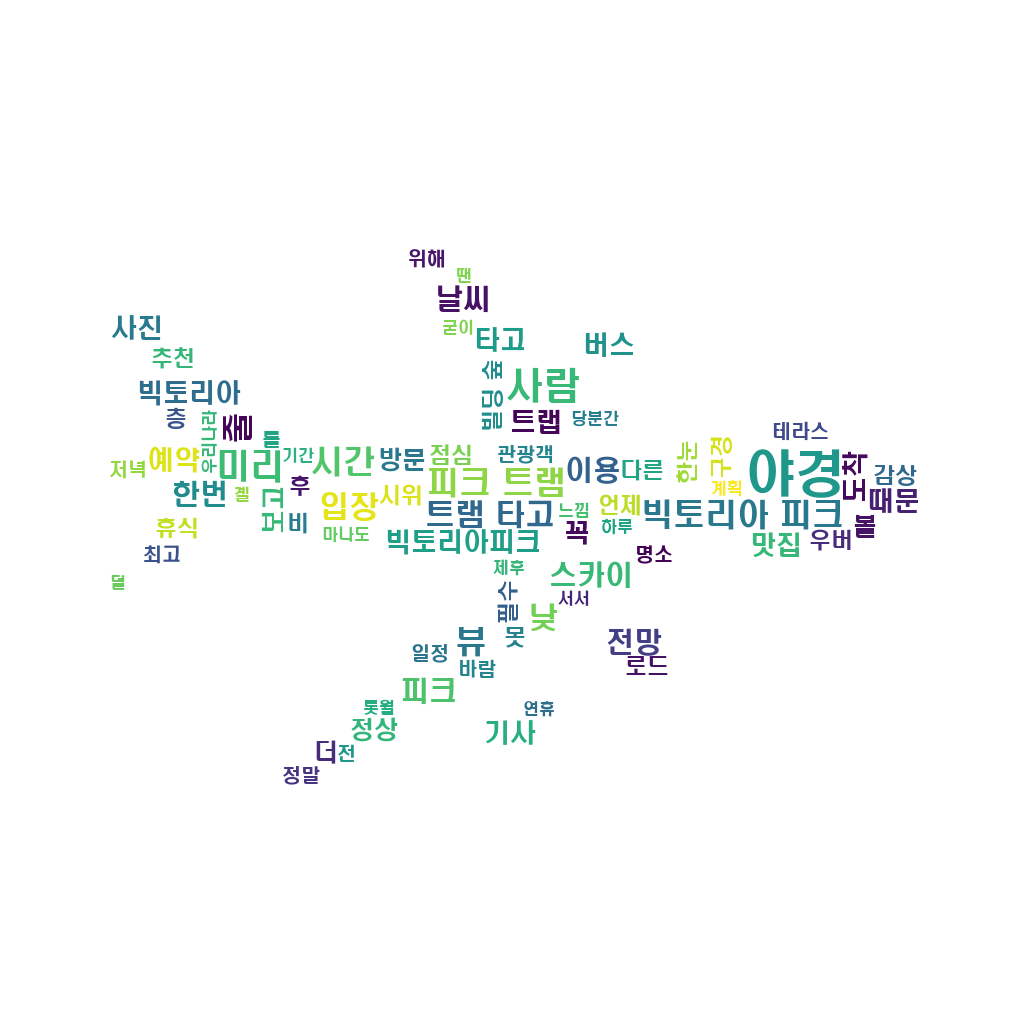 위해
땐
날씨
굳이
사진
타고
버스
추천
숲
사람
빅토리아
빌딩
층
우리나라
줄
틀
트랩
당분간
테라스
저녁
예약
미리
기간
시간
방문
점심
관광객
피크 트램
이용
다른
한눈
구경
계획
야경
도착
감상
때문
한번
곌
보고
후
비
입장
시위
마나도
트램 타고
느낌
언제
하루
꼭
빅토리아 피크
볼
우버
맛집
휴식
최고
덜
빅토리아피크
명소
제후
스카이
서서
필수
낮
못
뷰
일정
바람
전망
로드
피크
톳월
정상
연휴
기사
더
전
정말